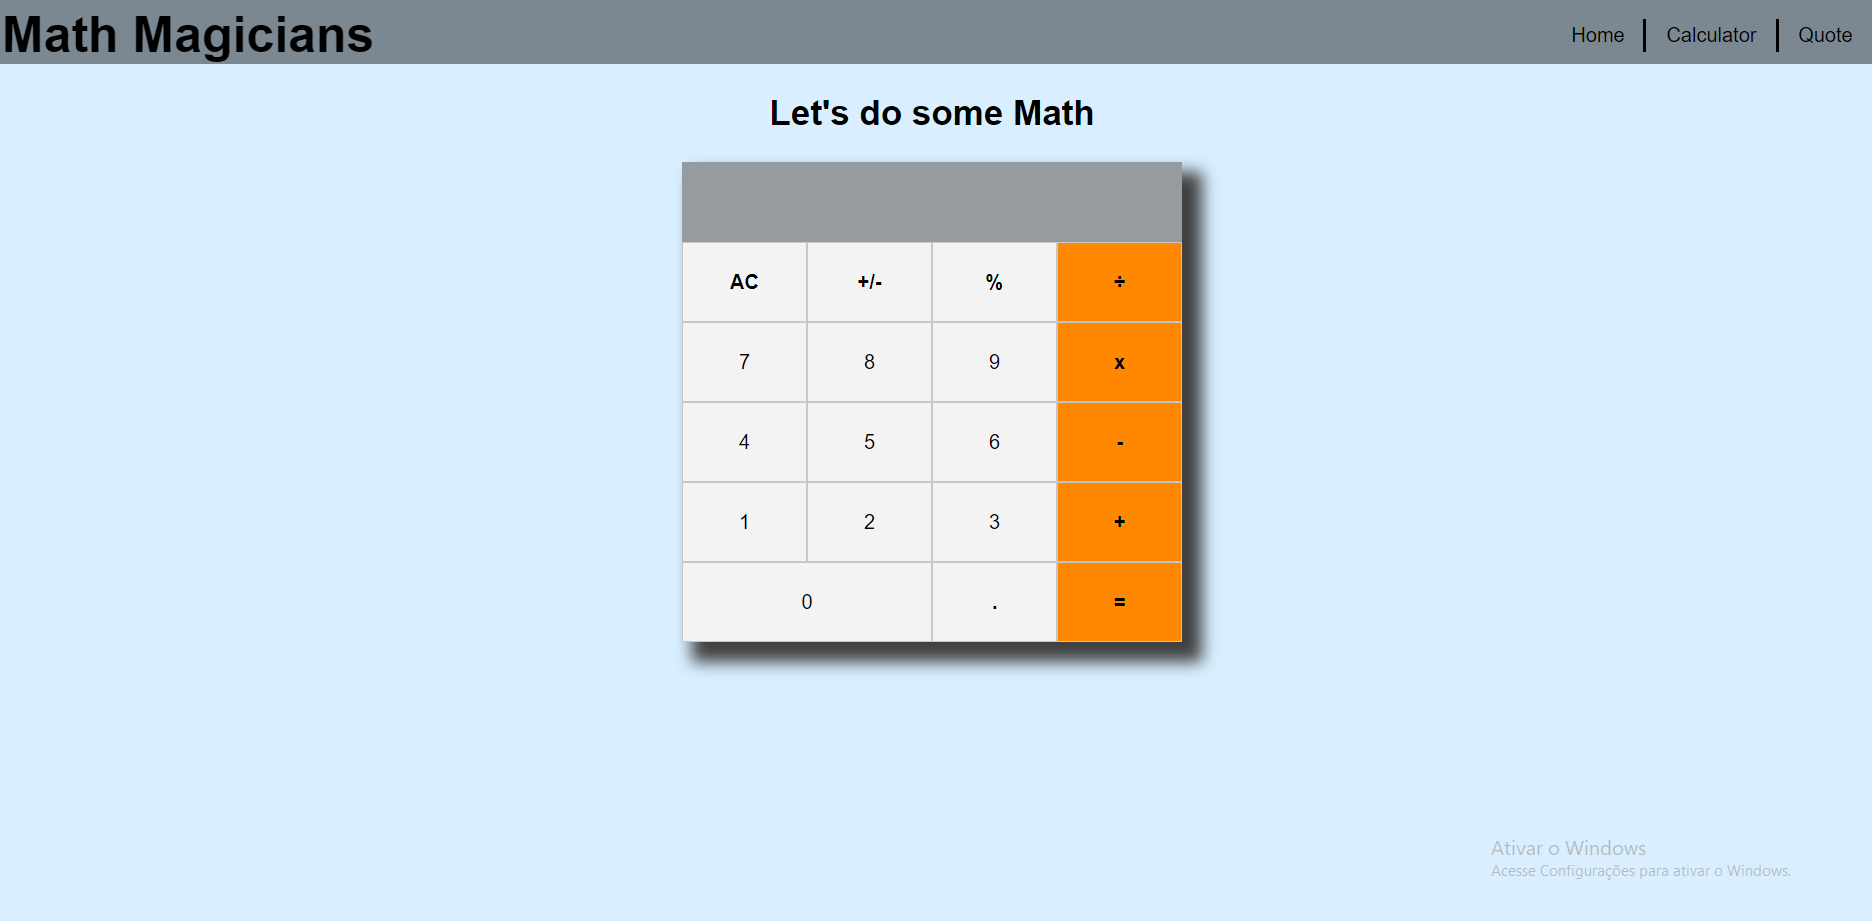 Math Magicians
Home Calculator Quote
Let's do some Math
AC +/- % ÷
7 8 9 x
4 5 6 -
1 2 3 +
0 . =
Ativar o Windows
Acesse Configurações para ativar o Windows.